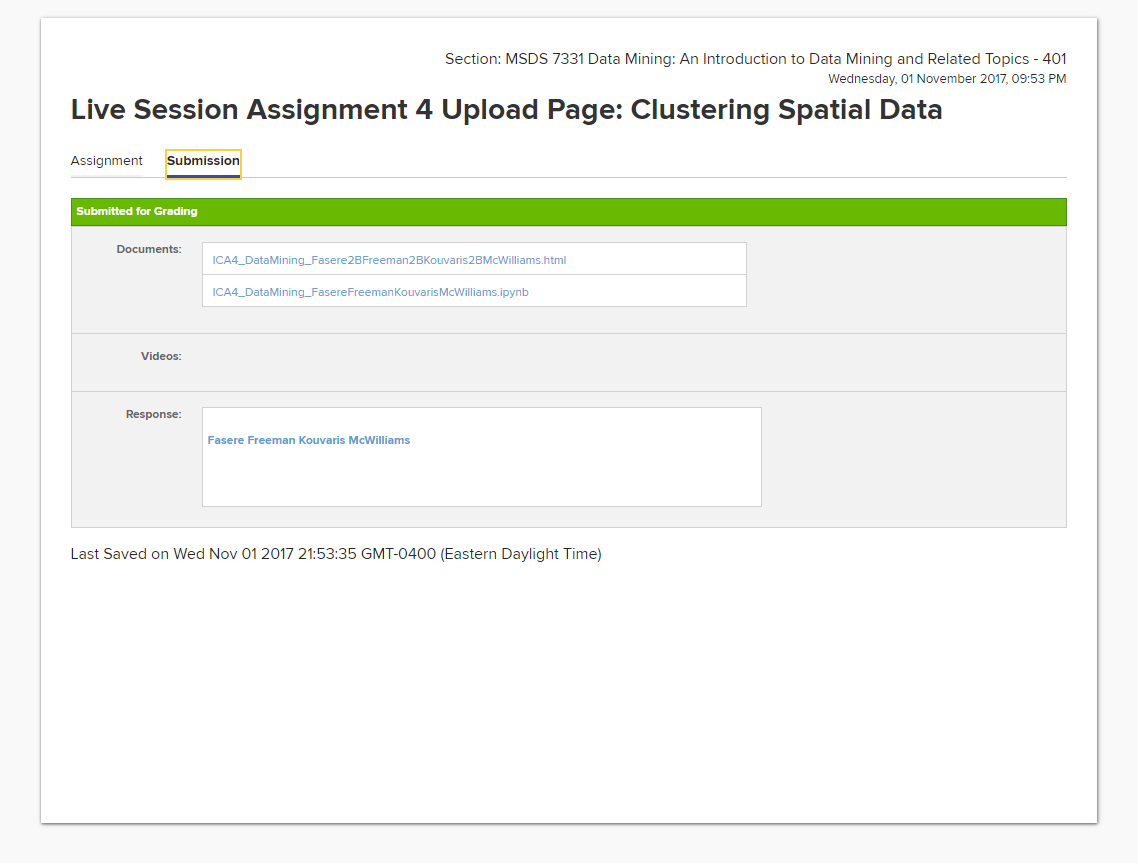 Section: MSDS 7331 Data Mining: An Introduction to Data Mining and Related Topics - 401
Wednesday, 01 November 2017, 09:53 PM
Live Session Assignment 4 Upload Page: Clustering Spatial Data
Assignment Submission
Submitted for Grading
Documents:
ICA4_DataMining_Fasere2BFreeman2BKouvaris2BMcWilliams.html
ICA4_DataMining_FasereFreemanKouvarisMcWilliams.ipynb
Videos:
Response:
Fasere Freeman Kouvaris McWilliams
Last Saved on Wed Nov 01 2017 21:53:35 GMT-0400 (Eastern Daylight Time)